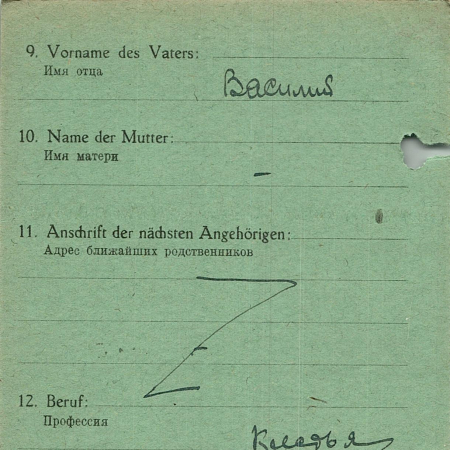 9. Vorname des Vaters:
Имя отца
Василий
10. Name der Mutter:
Имя матери
–
11. Anschrift der nächsten Angehörigen:
Адрес ближайших родственников
12. Beruf:
Профессия